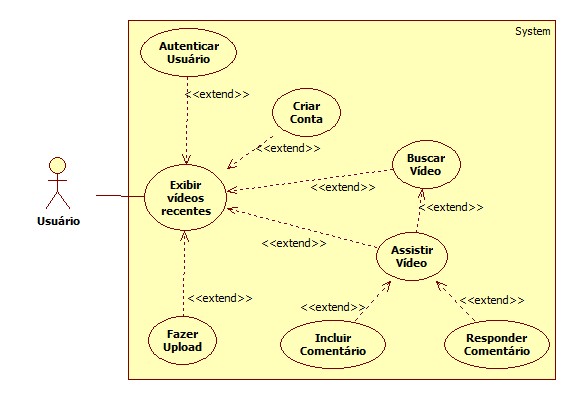 System
Autenticar
Usuário
<<extend>>
Criar
Conta
<<extend>>
Buscar
Vídeo
<<extend>>
Exibir
vídeos
recentes
Usuário
<<extend>>
<<extend>>
Assistir
Vídeo
<<extend>>
<<extend>>
<<extend>>
Fazer
Upload
Incluir
Comentário
Responder
Comentário